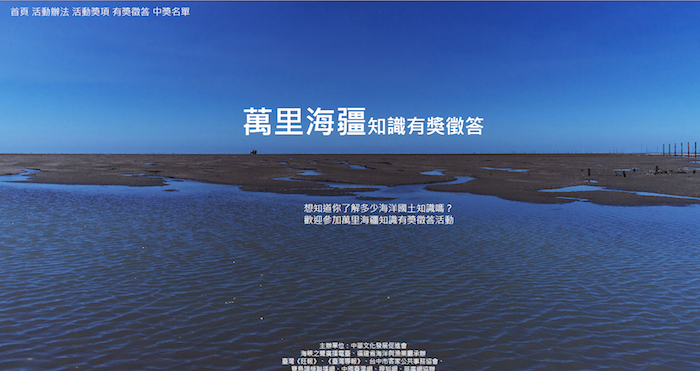 首頁 活動辦法 活動獎項 有獎徵答 中獎名單
萬里海疆知識有獎徵答
想知道你了解多少海洋國土知識嗎？
歡迎參加萬里海疆知識有獎徵答活動
主辦單位：中華文化發展促進會
海峽之聲廣播電臺、福建省海洋與漁業廳承辦
臺灣《旺報》、《臺灣導報》、台中市客家公共事務協會、